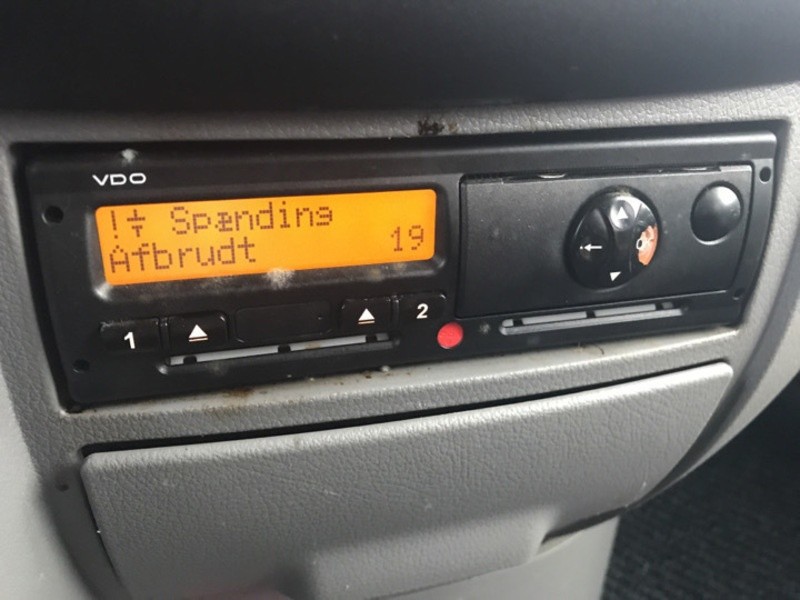 VDO
! Spænding
Afbrudt 19
1 2